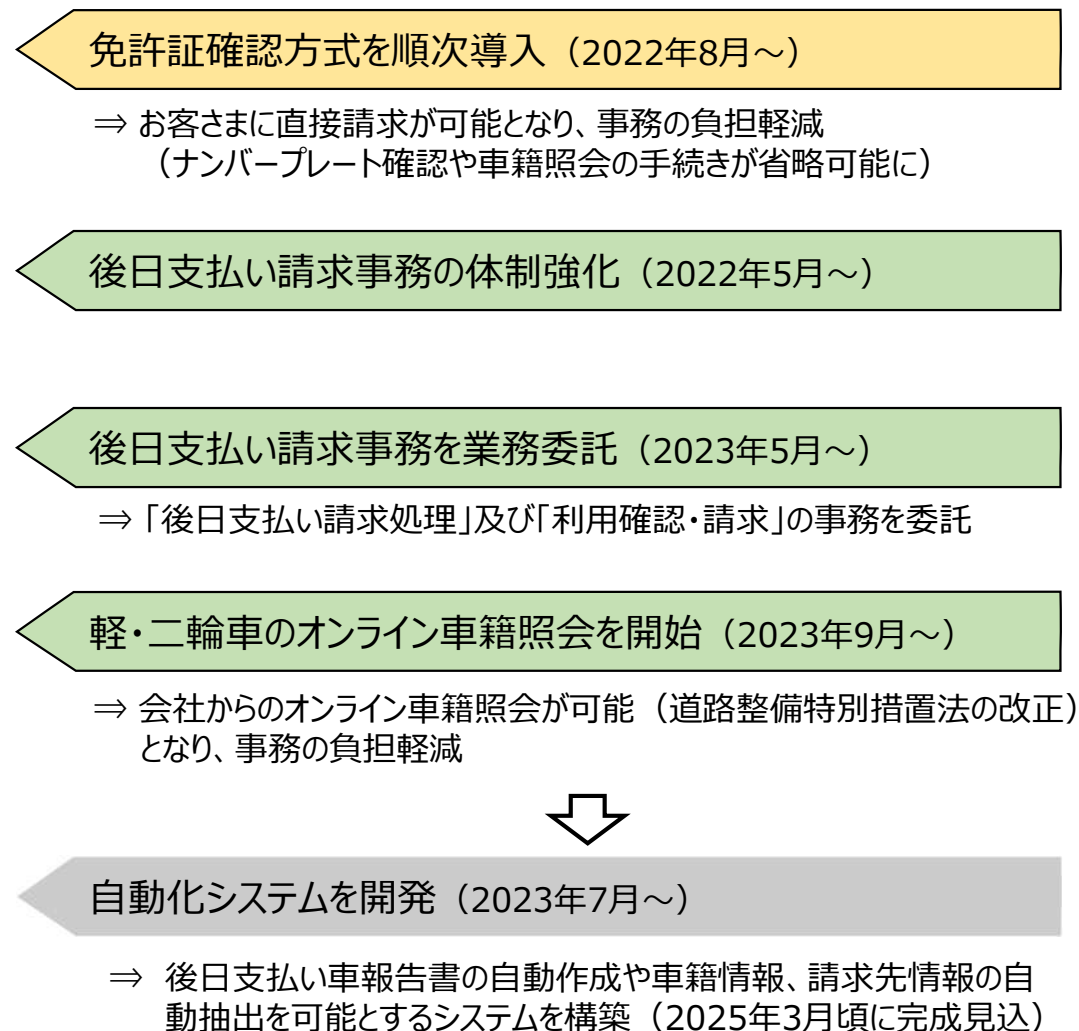 免許証確認方式を順次導入（2022年8月～）
⇒ お客さまに直接請求が可能となり、事務の負担軽減
（ナンバープレート確認や車籍照会の手続きが省略可能に）
後日支払い請求事務の体制強化（2022年5月～）
後日支払い請求事務を業務委託（2023年5月～）
⇒ 「後日支払い請求処理」及び「利用確認・請求」の事務を委託
軽・二輪車のオンライン車籍照会を開始（2023年9月～）
⇒ 会社からのオンライン車籍照会が可能（道路整備特別措置法の改正）
となり、事務の負担軽減
自動化システムを開発（2023年7月～）
⇒ 後日支払い車報告書の自動作成や車籍情報、請求先情報の自
動抽出を可能とするシステムを構築（2025年3月頃に完成見込）